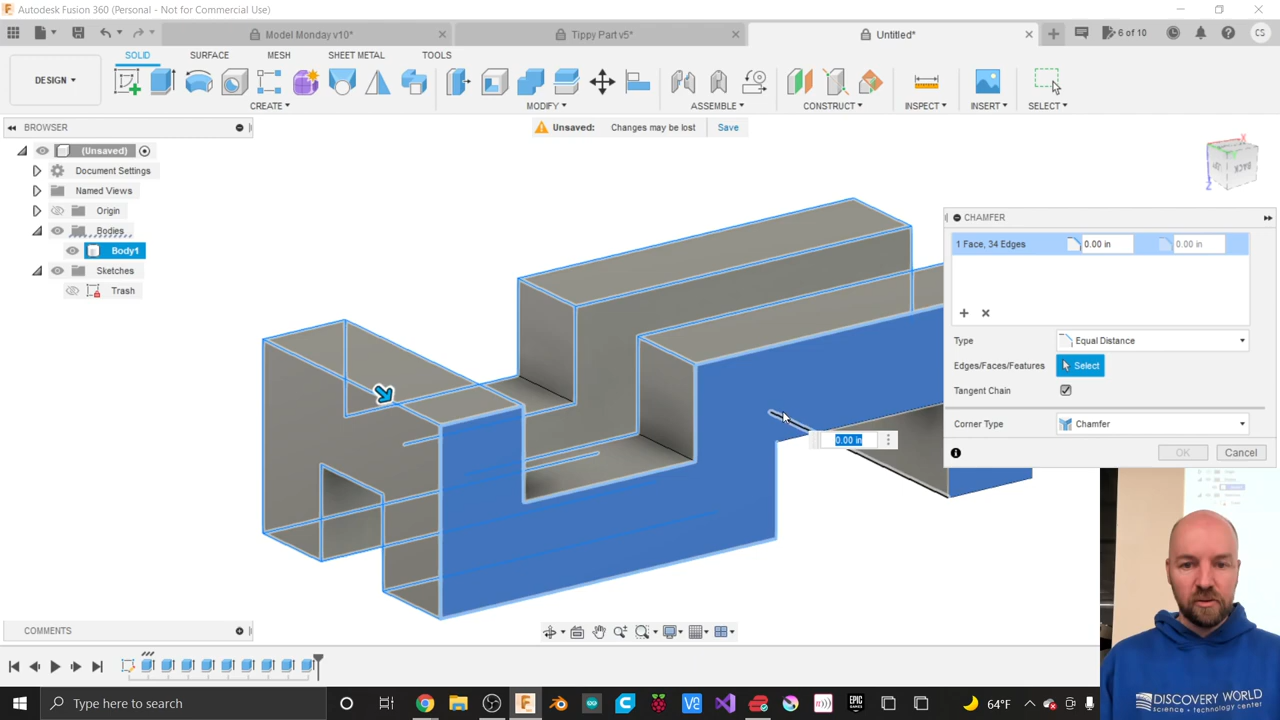 Autodesk Fusion 360 (Personal - Not for Commercial Use)
Model Monday v10*
Tippy Part v5*
Untitled*
6 of 10
CS
DESIGN
SOLID
SURFACE
MESH
SHEET METAL
TOOLS
CREATE
MODIFY
ASSEMBLE
CONSTRUCT
INSPECT
INSERT
SELECT
BROWSER
Unsaved: Changes may be lost Save
(Unsaved)
Document Settings
Named Views
Origin
Bodies
Body1
Sketches
Trash
BACK
X
Z
CHAMFER
1 Face, 34 Edges 0.00 in 0.00 in
Type Equal Distance
Edges/Faces/Features Select
Tangent Chain
Corner Type Chamfer
OK Cancel
0.00 in
COMMENTS
Type here to search
64°F
DISCOVERY WORLD
science + technology center